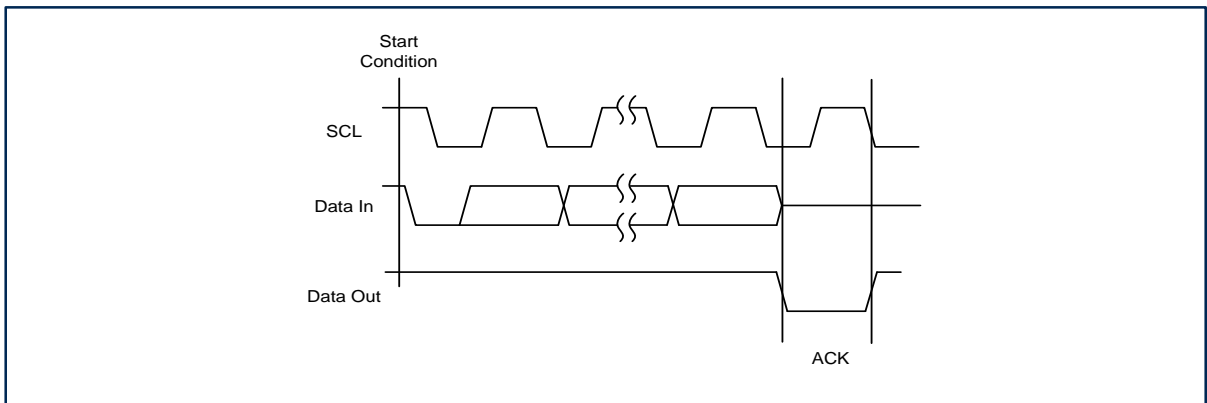 Start
Condition
SCL
Data In
Data Out
ACK